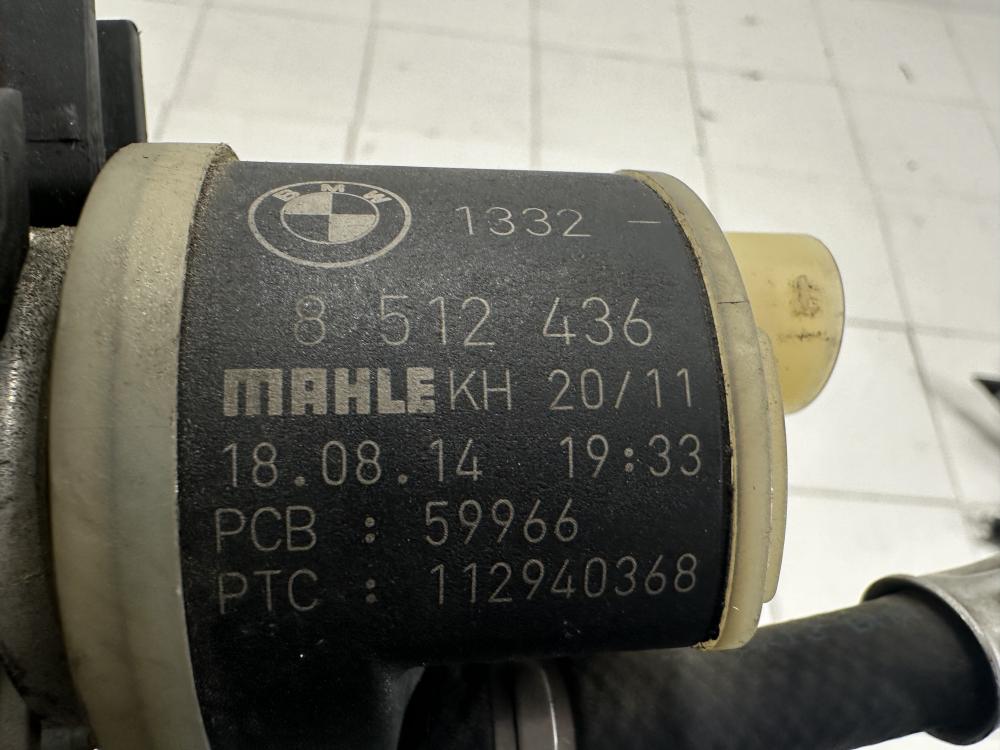 BMW 1332 -
8 512 436
MAHLE KH 20/11
18.08.14 19:33
PCB : 59966
PTC : 112940368